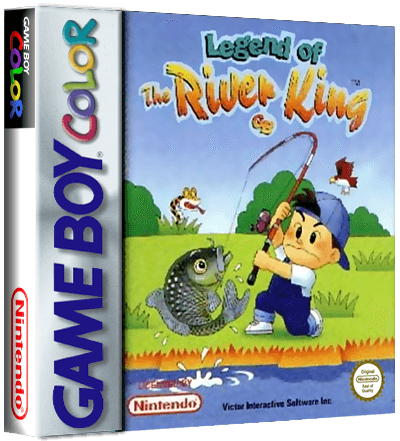 GAME BOY COLOR
Nintendo
GAME BOY COLOR
Legend of
The River King
GB
TM
LICENSED BY
Nintendo
Victor Interactive Software Inc.
Original
Nintendo
Seal of
Quality